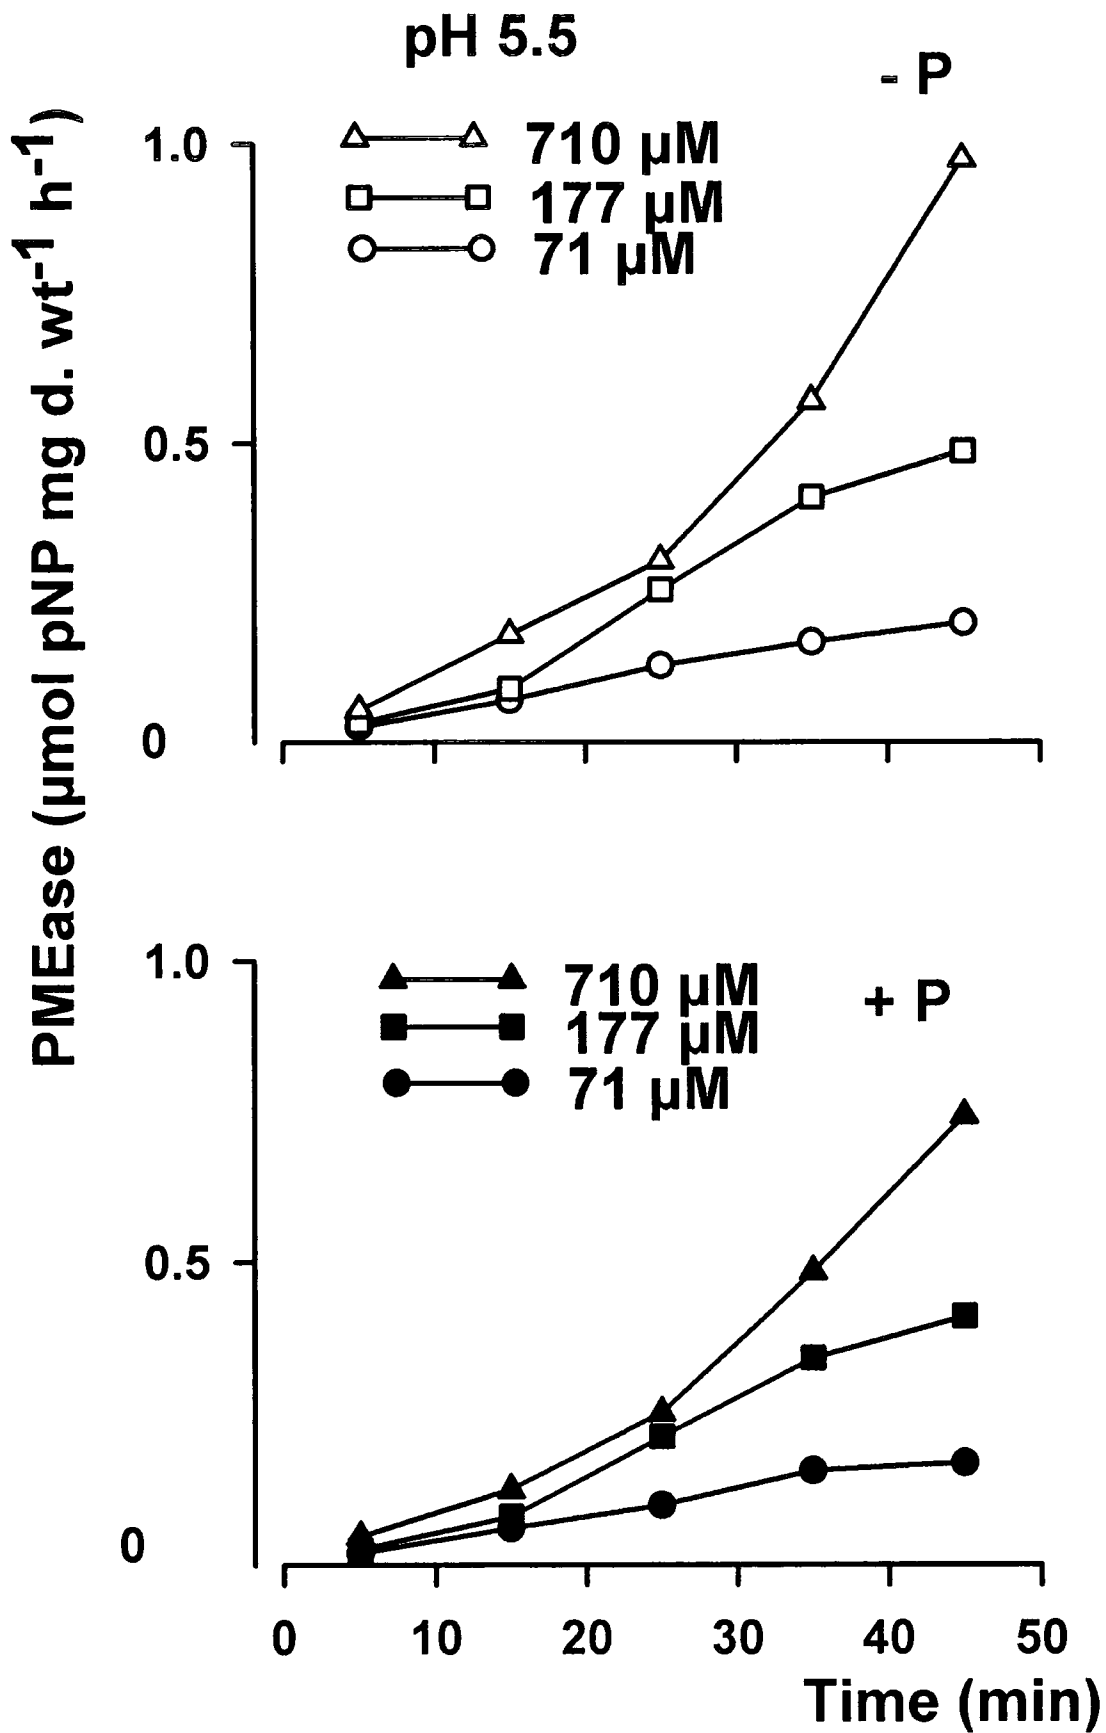 pH 5.5
- P
710 µM
177 µM
71 µM
1.0
0.5
0
PMEase (µmol pNP mg d. wt⁻¹ h⁻¹)
710 µM
177 µM
71 µM
+ P
1.0
0.5
0
0 10 20 30 40 50
Time (min)